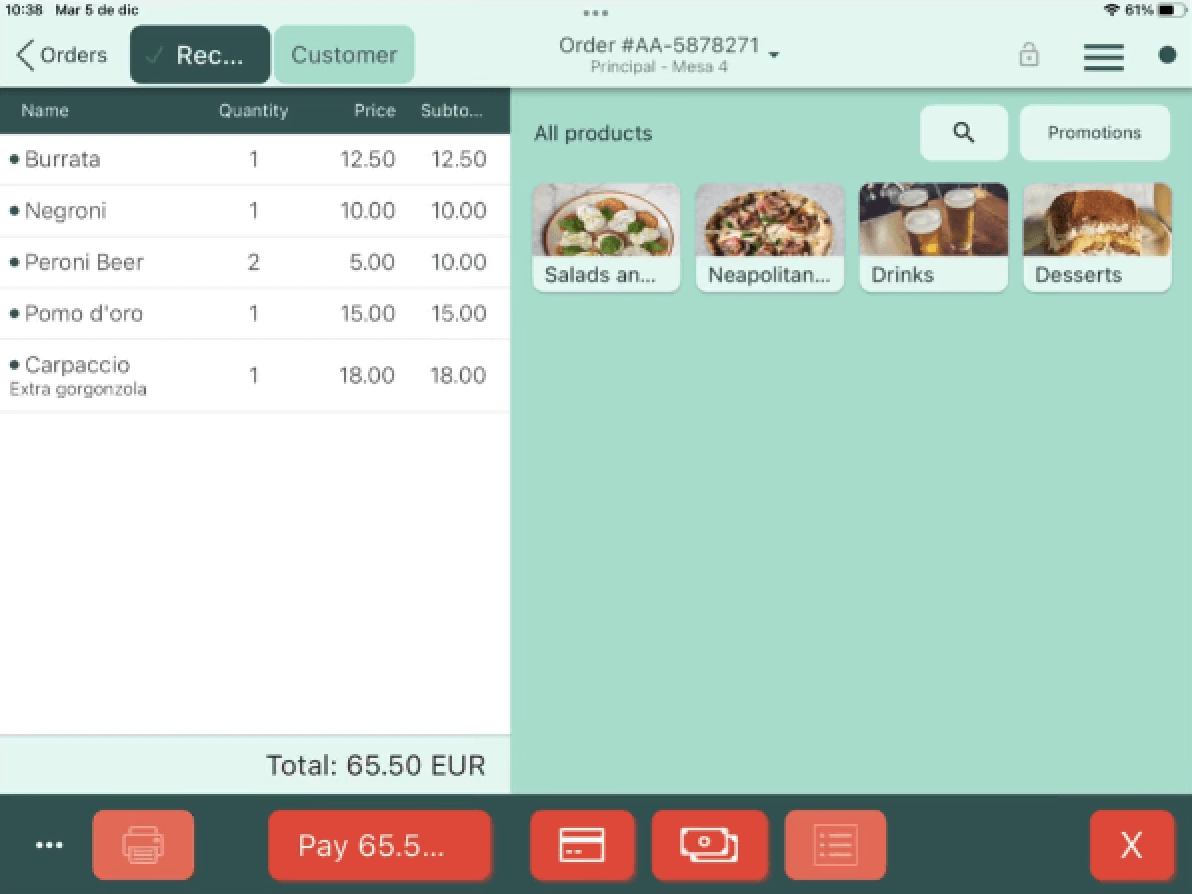 10:38 Mar 5 de dic
61%
Orders
Rec...
Customer
Order #AA-5878271
Principal - Mesa 4
Name Quantity Price Subto...
Burrata 1 12.50 12.50
Negroni 1 10.00 10.00
Peroni Beer 2 5.00 10.00
Pomo d'oro 1 15.00 15.00
Carpaccio 1 18.00 18.00
Extra gorgonzola
Total: 65.50 EUR
All products
Promotions
Salads an...
Neapolitan...
Drinks
Desserts
Pay 65.5...
X